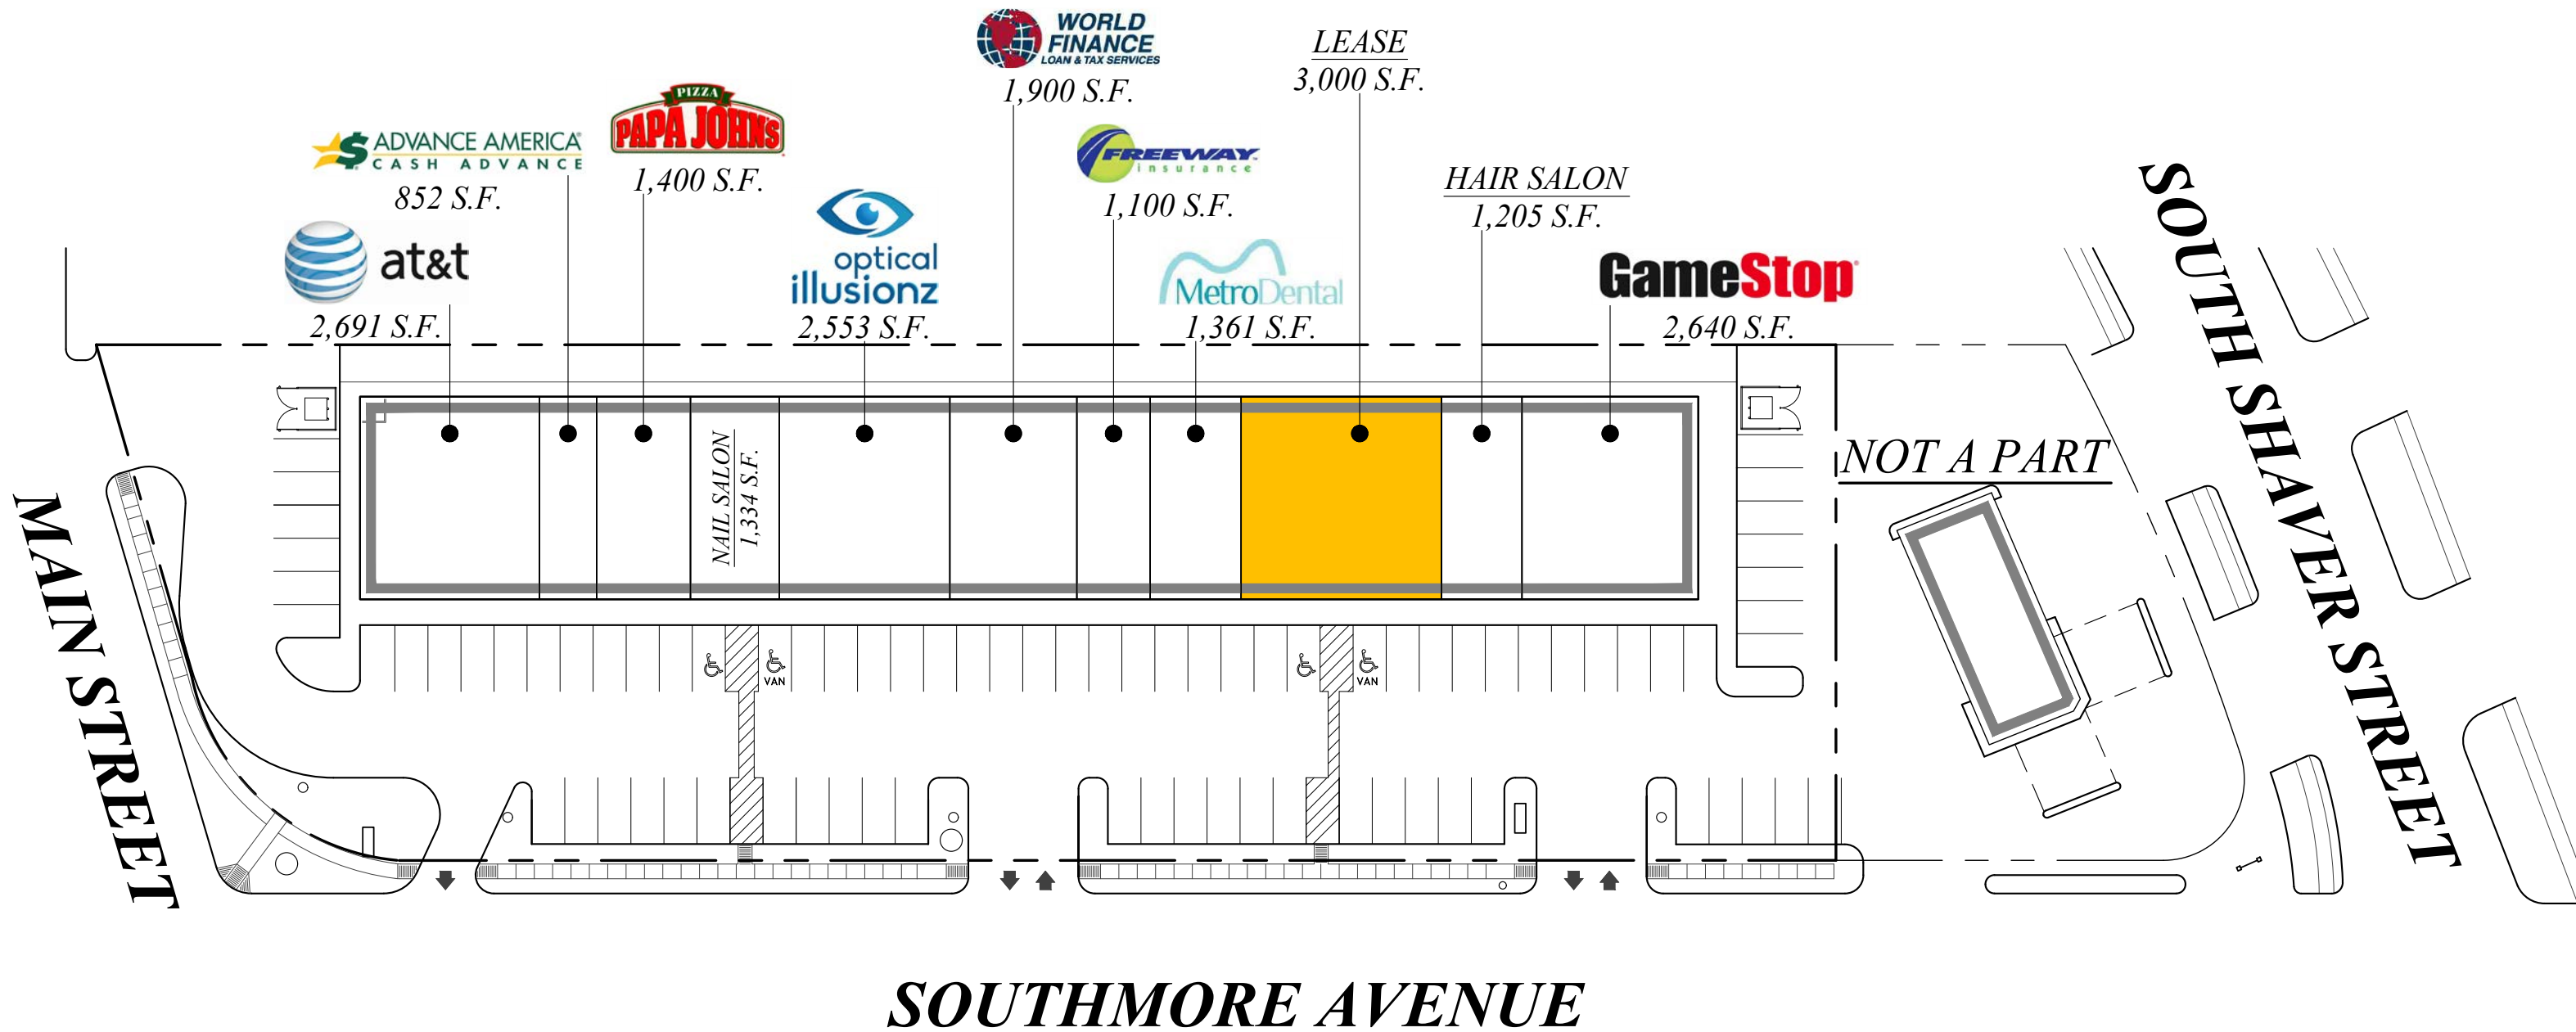 WORLD
FINANCE
LOAN & TAX SERVICES
1,900 S.F.
LEASE
3,000 S.F.
PIZZA
PAPA JOHN'S
1,400 S.F.
ADVANCE AMERICA
CASH ADVANCE
852 S.F.
FREEWAY
insurance
1,100 S.F.
HAIR SALON
1,205 S.F.
at&t
2,691 S.F.
optical
illusionz
2,553 S.F.
MetroDental
1,361 S.F.
GameStop
2,640 S.F.
NAIL SALON
1,334 S.F.
NOT A PART
MAIN STREET
SOUTH SHAVER STREET
VAN
VAN
SOUTHMORE AVENUE